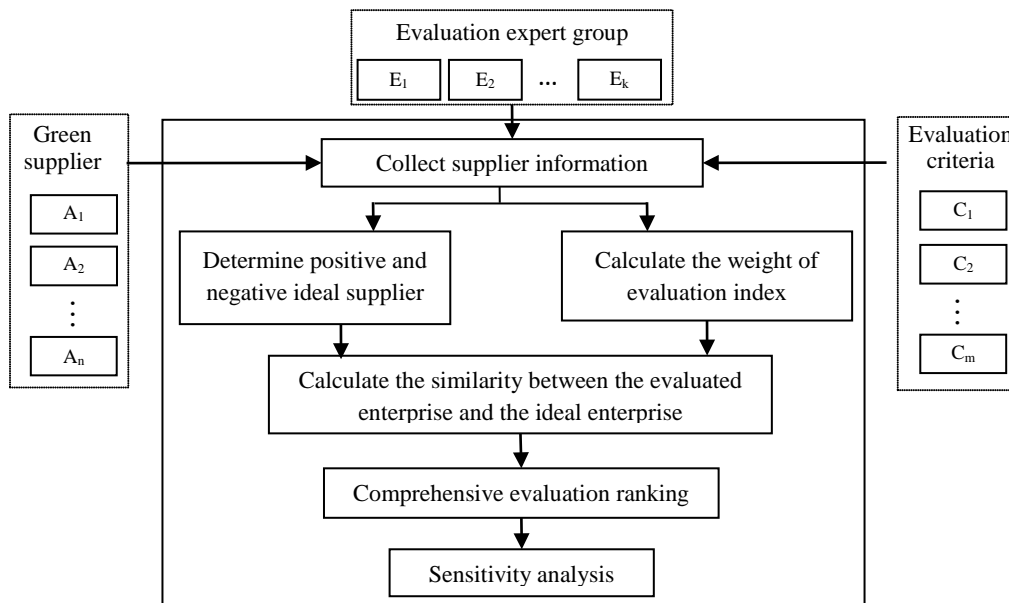 Evaluation expert group
E₁ E₂ ... Eₖ
Green
supplier
A₁
A₂
⋮
Aₙ
Evaluation
criteria
C₁
C₂
⋮
Cₘ
Collect supplier information
Determine positive and
negative ideal supplier
Calculate the weight of
evaluation index
Calculate the similarity between the evaluated
enterprise and the ideal enterprise
Comprehensive evaluation ranking
Sensitivity analysis